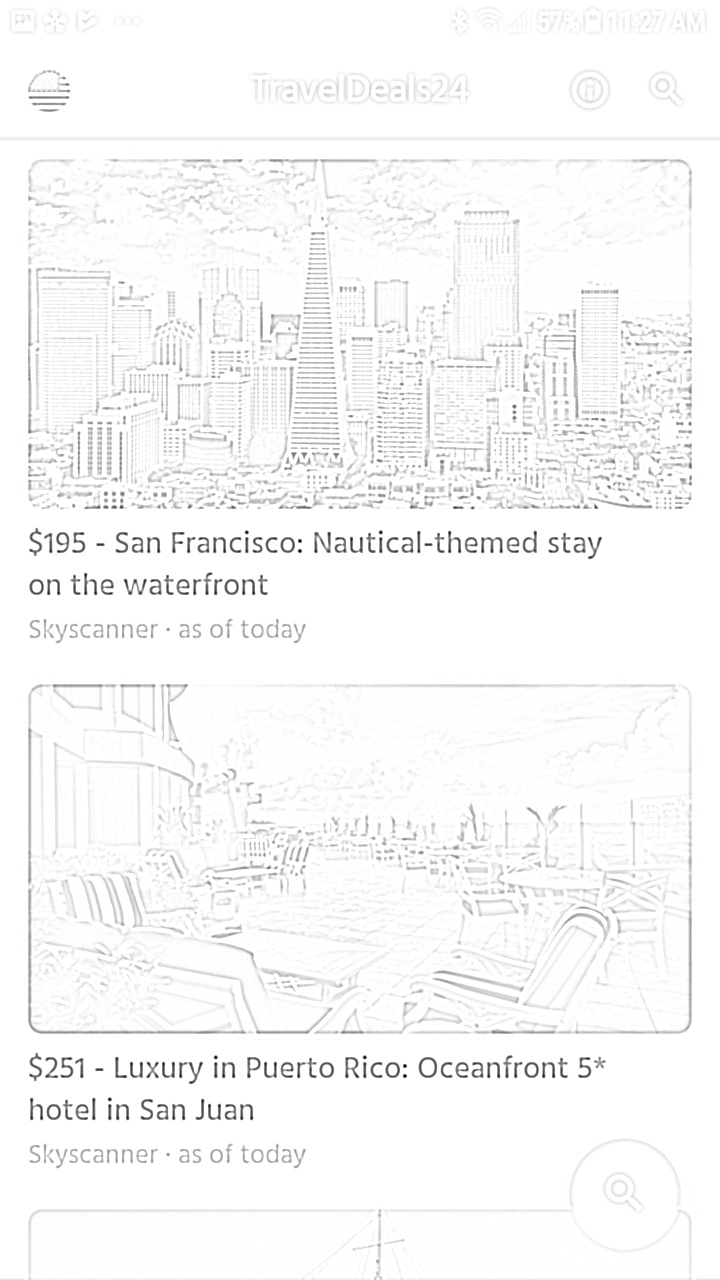 57% 11:27 AM
TravelDeals24
$195 - San Francisco: Nautical-themed stay
on the waterfront
Skyscanner · as of today
$251 - Luxury in Puerto Rico: Oceanfront 5*
hotel in San Juan
Skyscanner · as of today